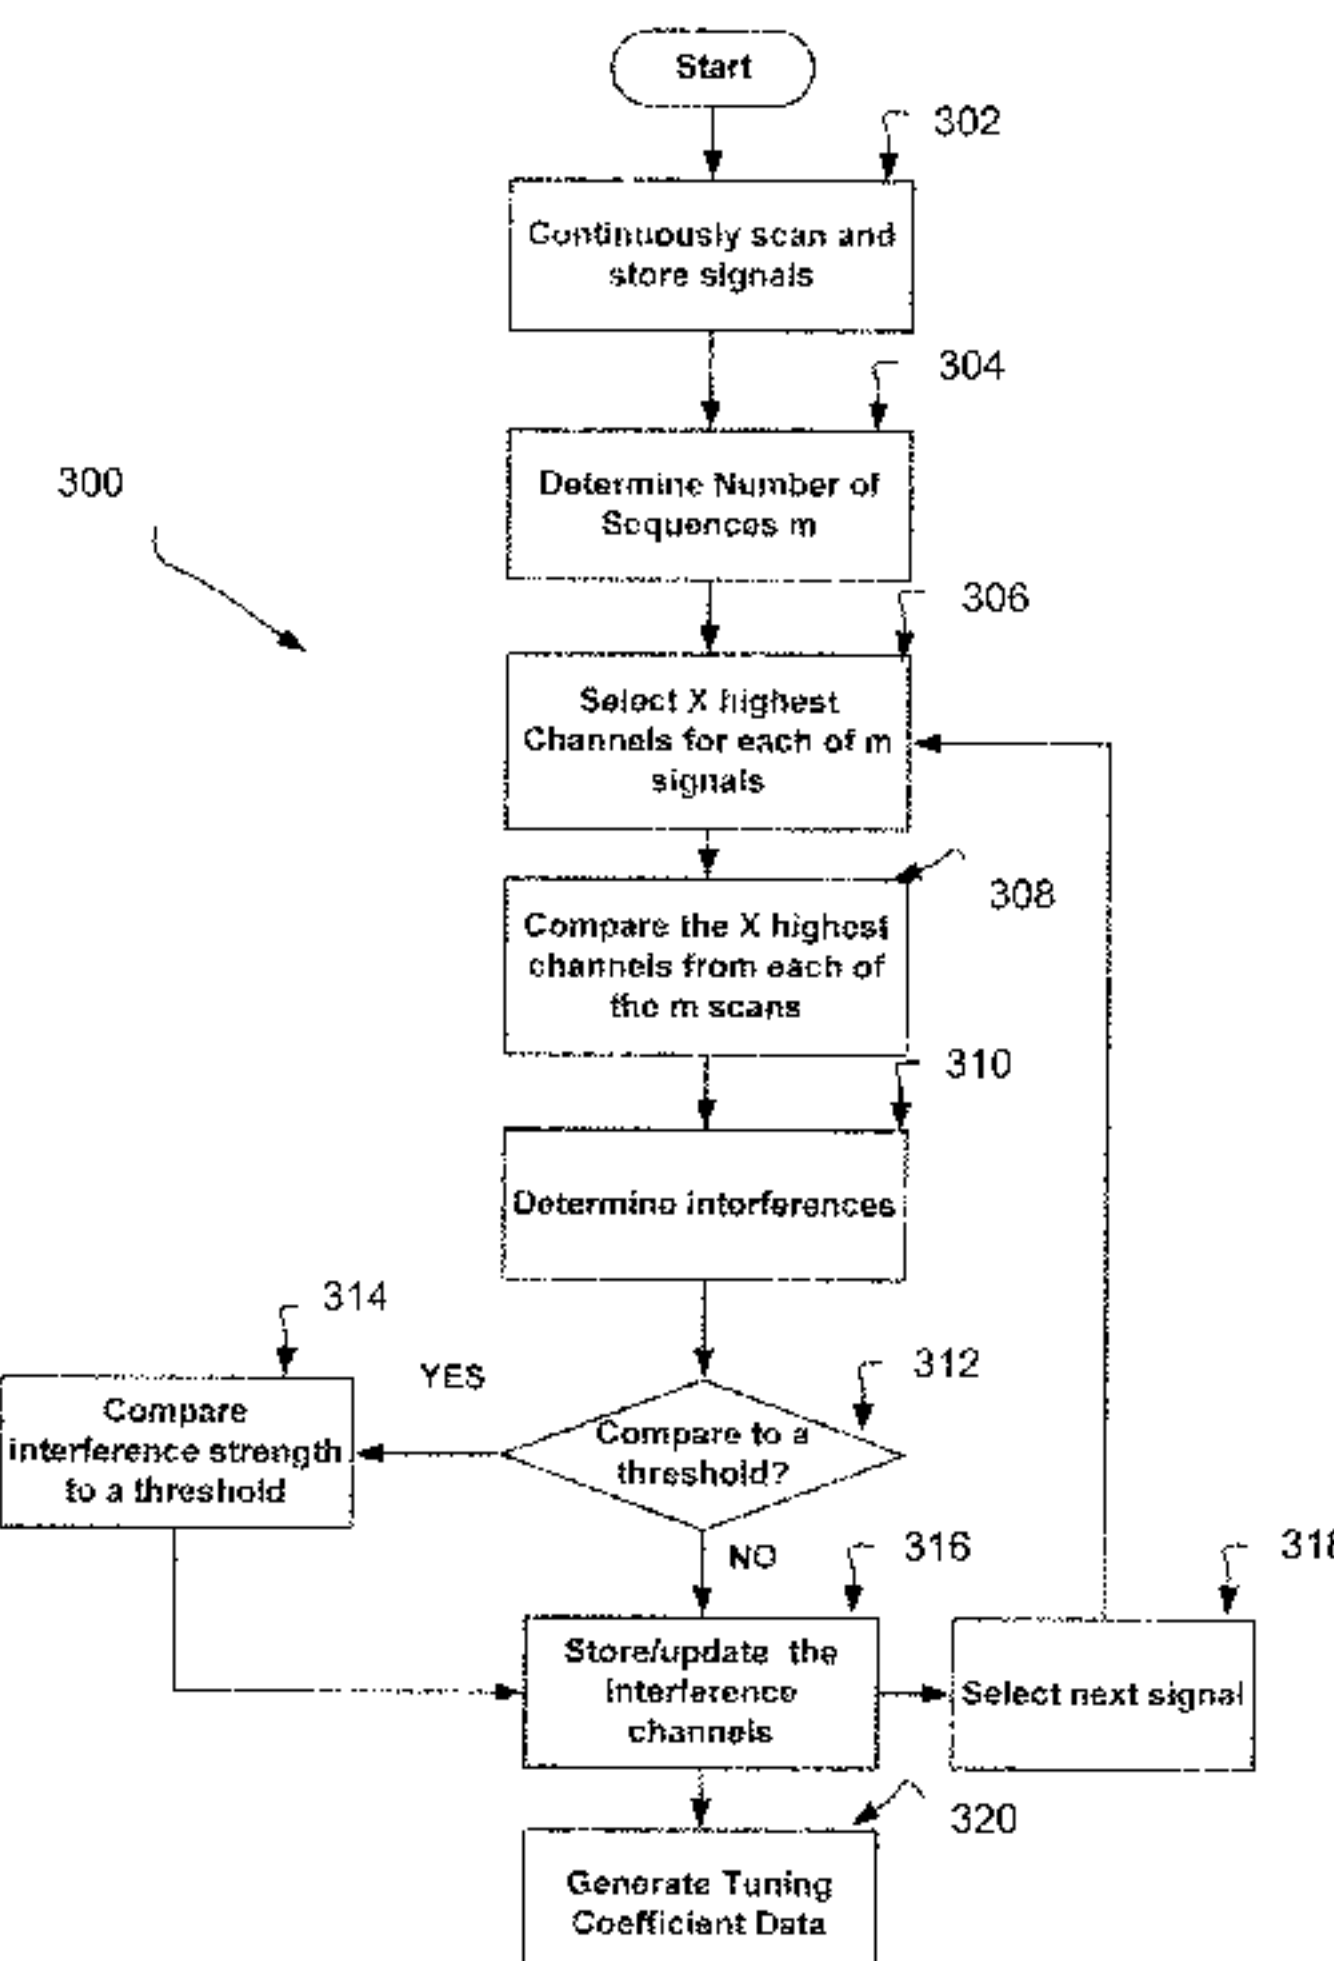 Start
302
Continuously scan and
store signals
304
Determine Number of
Sequences m
300
306
Select X highest
Channels for each of m
signals
308
Compare the X highest
channels from each of
the m scans
310
Determine interferences
314
312
YES
Compare
interference strength
to a threshold
Compare to a
threshold?
NO
316
318
Store/update the
interference
channels
Select next signal
320
Generate Tuning
Coefficient Data